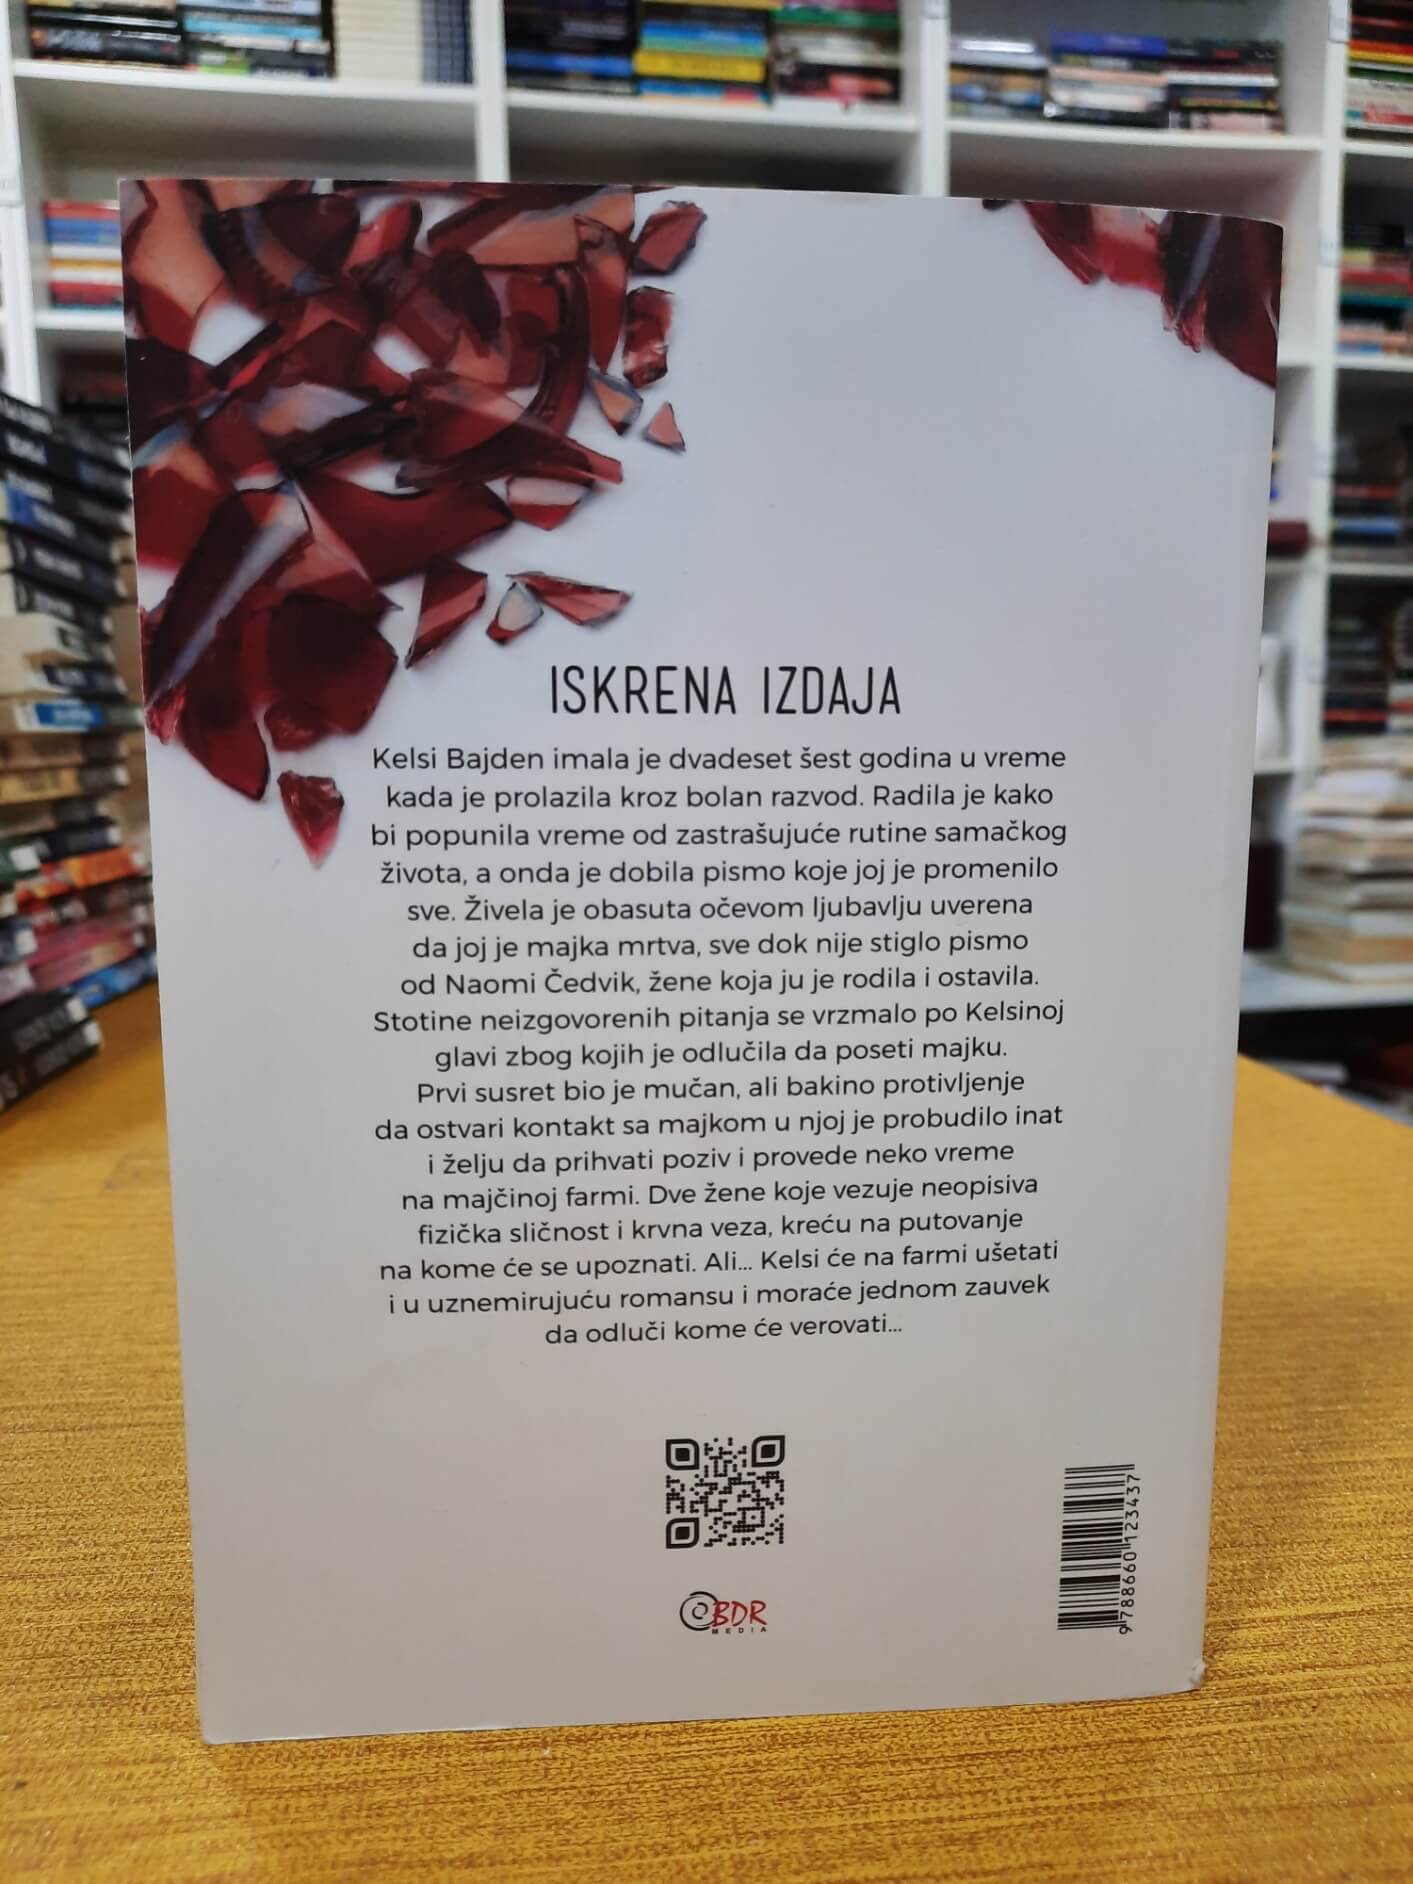 ISKRENA IZDAJA
Kelsi Bajden imala je dvadeset šest godina u vreme
kada je prolazila kroz bolan razvod. Radila je kako
bi popunila vreme od zastrašujuće rutine samačkog
života, a onda je dobila pismo koje joj je promenilo
sve. Živela je obasuta očevom ljubavlju uverena
da joj je majka mrtva, sve dok nije stiglo pismo
od Naomi Čedvik, žene koja ju je rodila i ostavila.
Stotine neizgovorenih pitanja se vrzmalo po Kelsinoj
glavi zbog kojih je odlučila da poseti majku.
Prvi susret bio je mučan, ali bakino protivljenje
da ostvari kontakt sa majkom u njoj je probudilo inat
i želju da prihvati poziv i provede neko vreme
na majčinoj farmi. Dve žene koje vezuje neopisiva
fizička sličnost i krvna veza, kreću na putovanje
na kome će se upoznati. Ali... Kelsi će na farmi ušetati
i u uznemirujuću romansu i moraće jednom zauvek
da odluči kome će verovati...
BDR
MEDIA
9788660123437